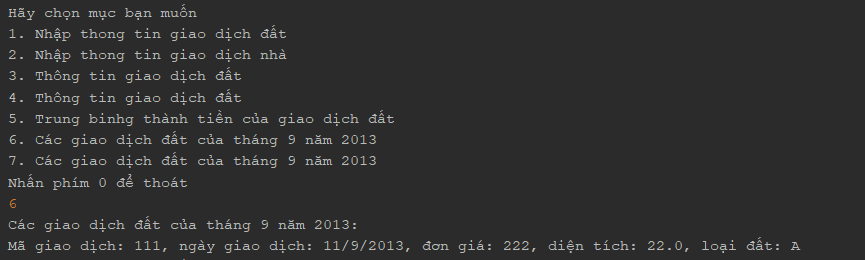 Hãy chọn mục bạn muốn
1. Nhập thong tin giao dịch đất
2. Nhập thong tin giao dịch nhà
3. Thông tin giao dịch đất
4. Thông tin giao dịch đất
5. Trung binhg thành tiền của giao dịch đất
6. Các giao dịch đất của tháng 9 năm 2013
7. Các giao dịch đất của tháng 9 năm 2013
Nhấn phím 0 để thoát
6
Các giao dịch đất của tháng 9 năm 2013:
Mã giao dịch: 111, ngày giao dịch: 11/9/2013, đơn giá: 222, diện tích: 22.0, loại đất: A